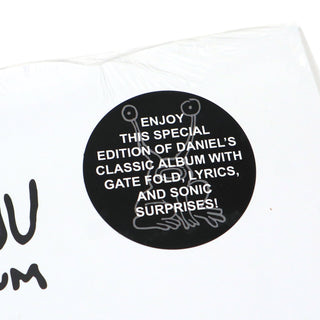 ENJOY
THIS SPECIAL
EDITION OF DANIEL'S
CLASSIC ALBUM WITH
GATE FOLD, LYRICS,
AND SONIC
SURPRISES!